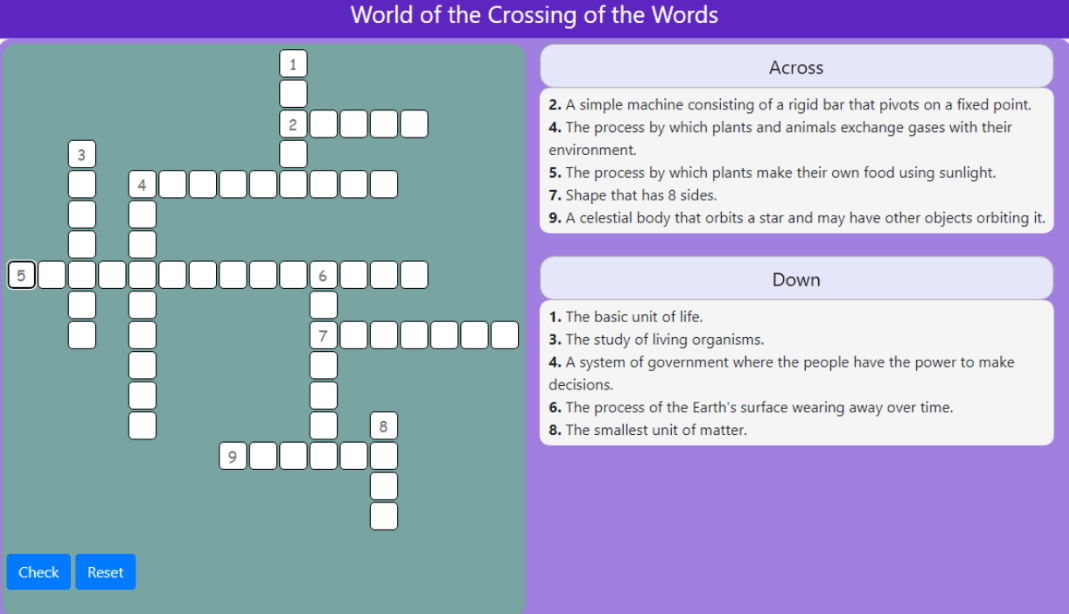 World of the Crossing of the Words
1
2
3
4
5
6
7
8
9
Check
Reset
Across
2. A simple machine consisting of a rigid bar that pivots on a fixed point.
4. The process by which plants and animals exchange gases with their
environment.
5. The process by which plants make their own food using sunlight.
7. Shape that has 8 sides.
9. A celestial body that orbits a star and may have other objects orbiting it.
Down
1. The basic unit of life.
3. The study of living organisms.
4. A system of government where the people have the power to make
decisions.
6. The process of the Earth's surface wearing away over time.
8. The smallest unit of matter.